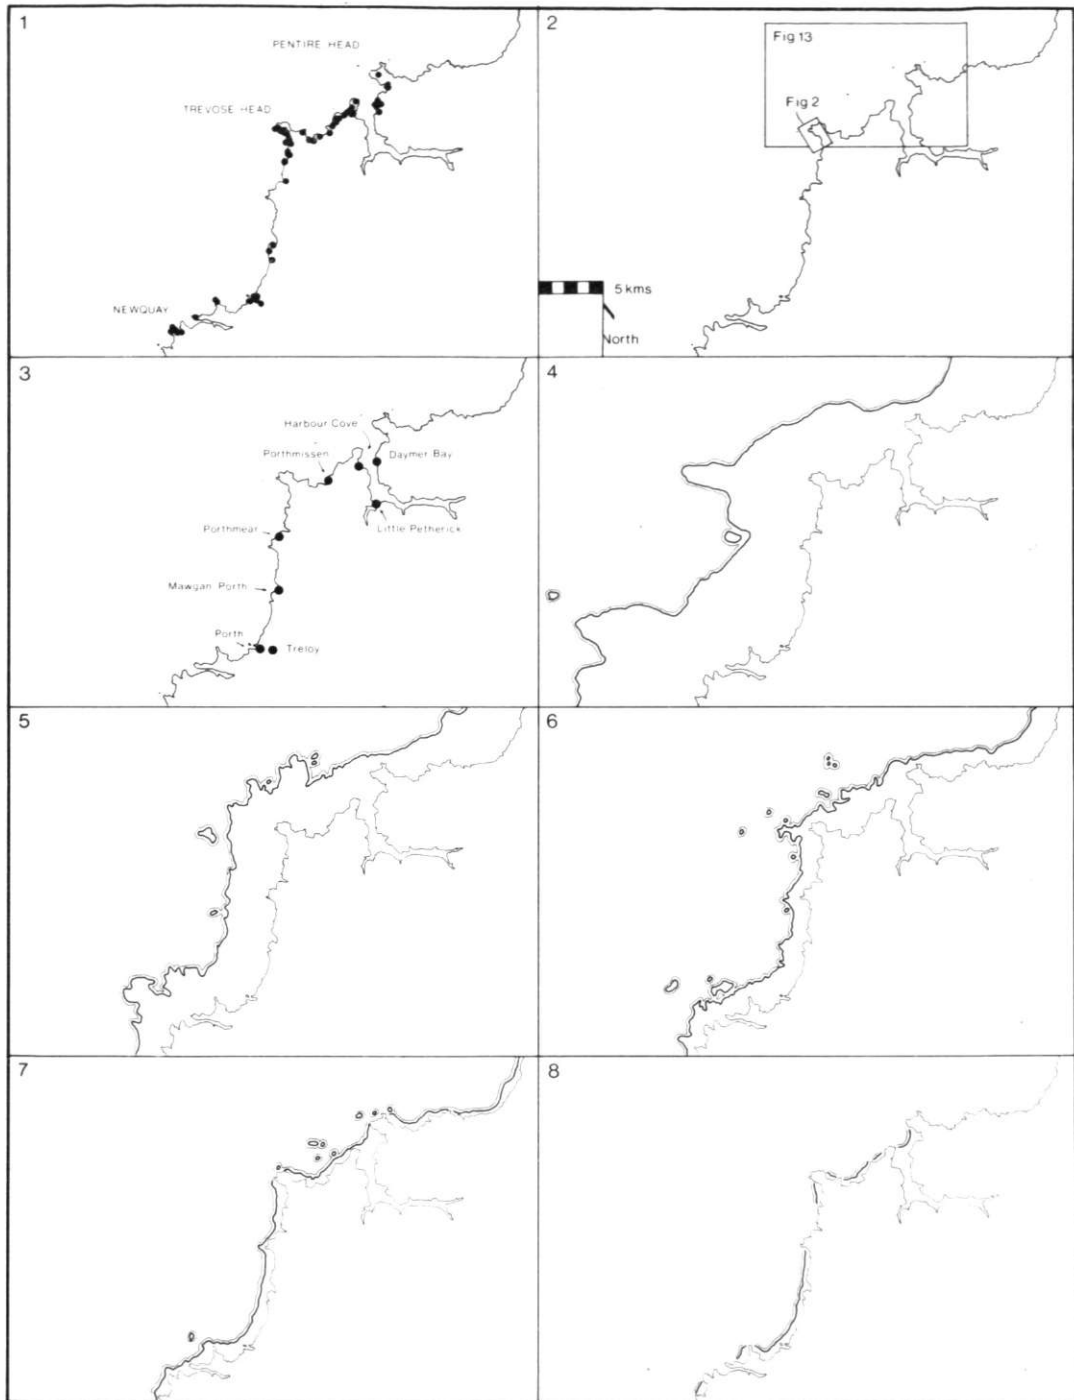 1
PENTIRE HEAD
TREVOSE HEAD
NEWQUAY
2
Fig 13
Fig 2
5 kms
North
3
Harbour Cove
Porthmissen
Daymer Bay
Little Petherick
Porthmear
Mawgan Porth
Porth
Treloy
4
5
6
7
8